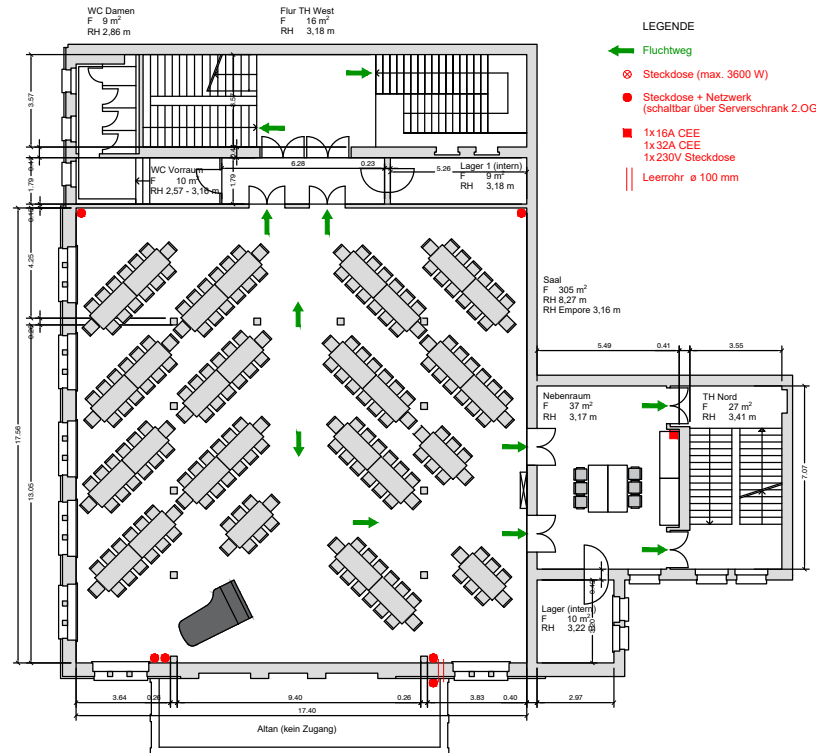 WC Damen
F 9 m²
RH 2,86 m
Flur TH West
F 16 m²
RH 3,18 m
LEGENDE
Fluchtweg
Steckdose (max. 3600 W)
Steckdose + Netzwerk
(schaltbar über Serverschrank 2.OG
1x16A CEE
1x32A CEE
1x230V Steckdose
Leerrohr ø 100 mm
3.57
3.57
1.79
1.79
WC Vorraum
F 10 m²
RH 2,57 - 3,16 m
6.28
0.23
5.26
Lager 1 (intern)
F 9 m²
RH 3,18 m
4.25
17.56
13.05
Saal
F 305 m²
RH 8,27 m
RH Empore 3,16 m
5.49
0.41
3.55
Nebenraum
F 37 m²
RH 3,17 m
TH Nord
F 27 m²
RH 3,41 m
7.07
Lager (intern)
F 10 m²
RH 3,22 m
3.64
0.26
9.40
0.26
3.83
0.40
2.97
17.40
Altan (kein Zugang)